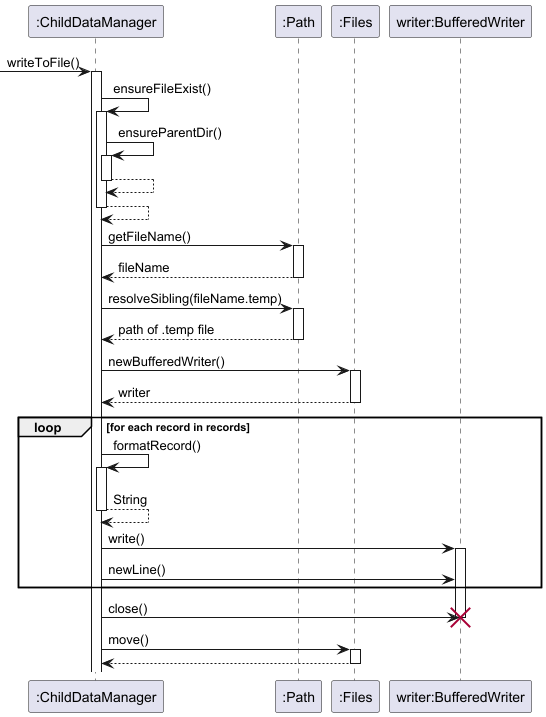 :ChildDataManager :Path :Files writer:BufferedWriter
writeToFile()
ensureFileExist()
ensureParentDir()
getFileName()
fileName
resolveSibling(fileName.temp)
path of .temp file
newBufferedWriter()
writer
loop [for each record in records]
formatRecord()
String
write()
newLine()
close()
move()
:ChildDataManager :Path :Files writer:BufferedWriter